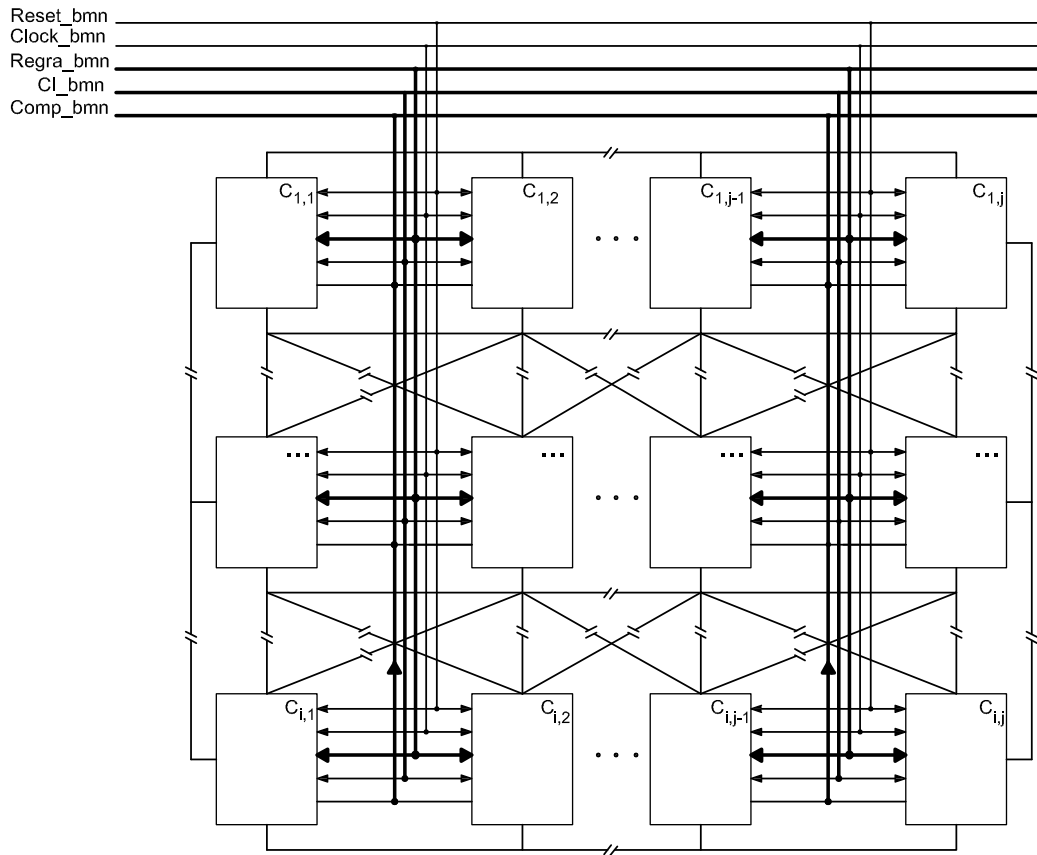 Reset_bmn
Clock_bmn
Regra_bmn
CI_bmn
Comp_bmn
C1,1 C1,2 C1,j-1 C1,j
. . . . . .
... ... ... ...
. . . . . .
Ci,1 Ci,2 Ci,j-1 Ci,j
. . . . . .